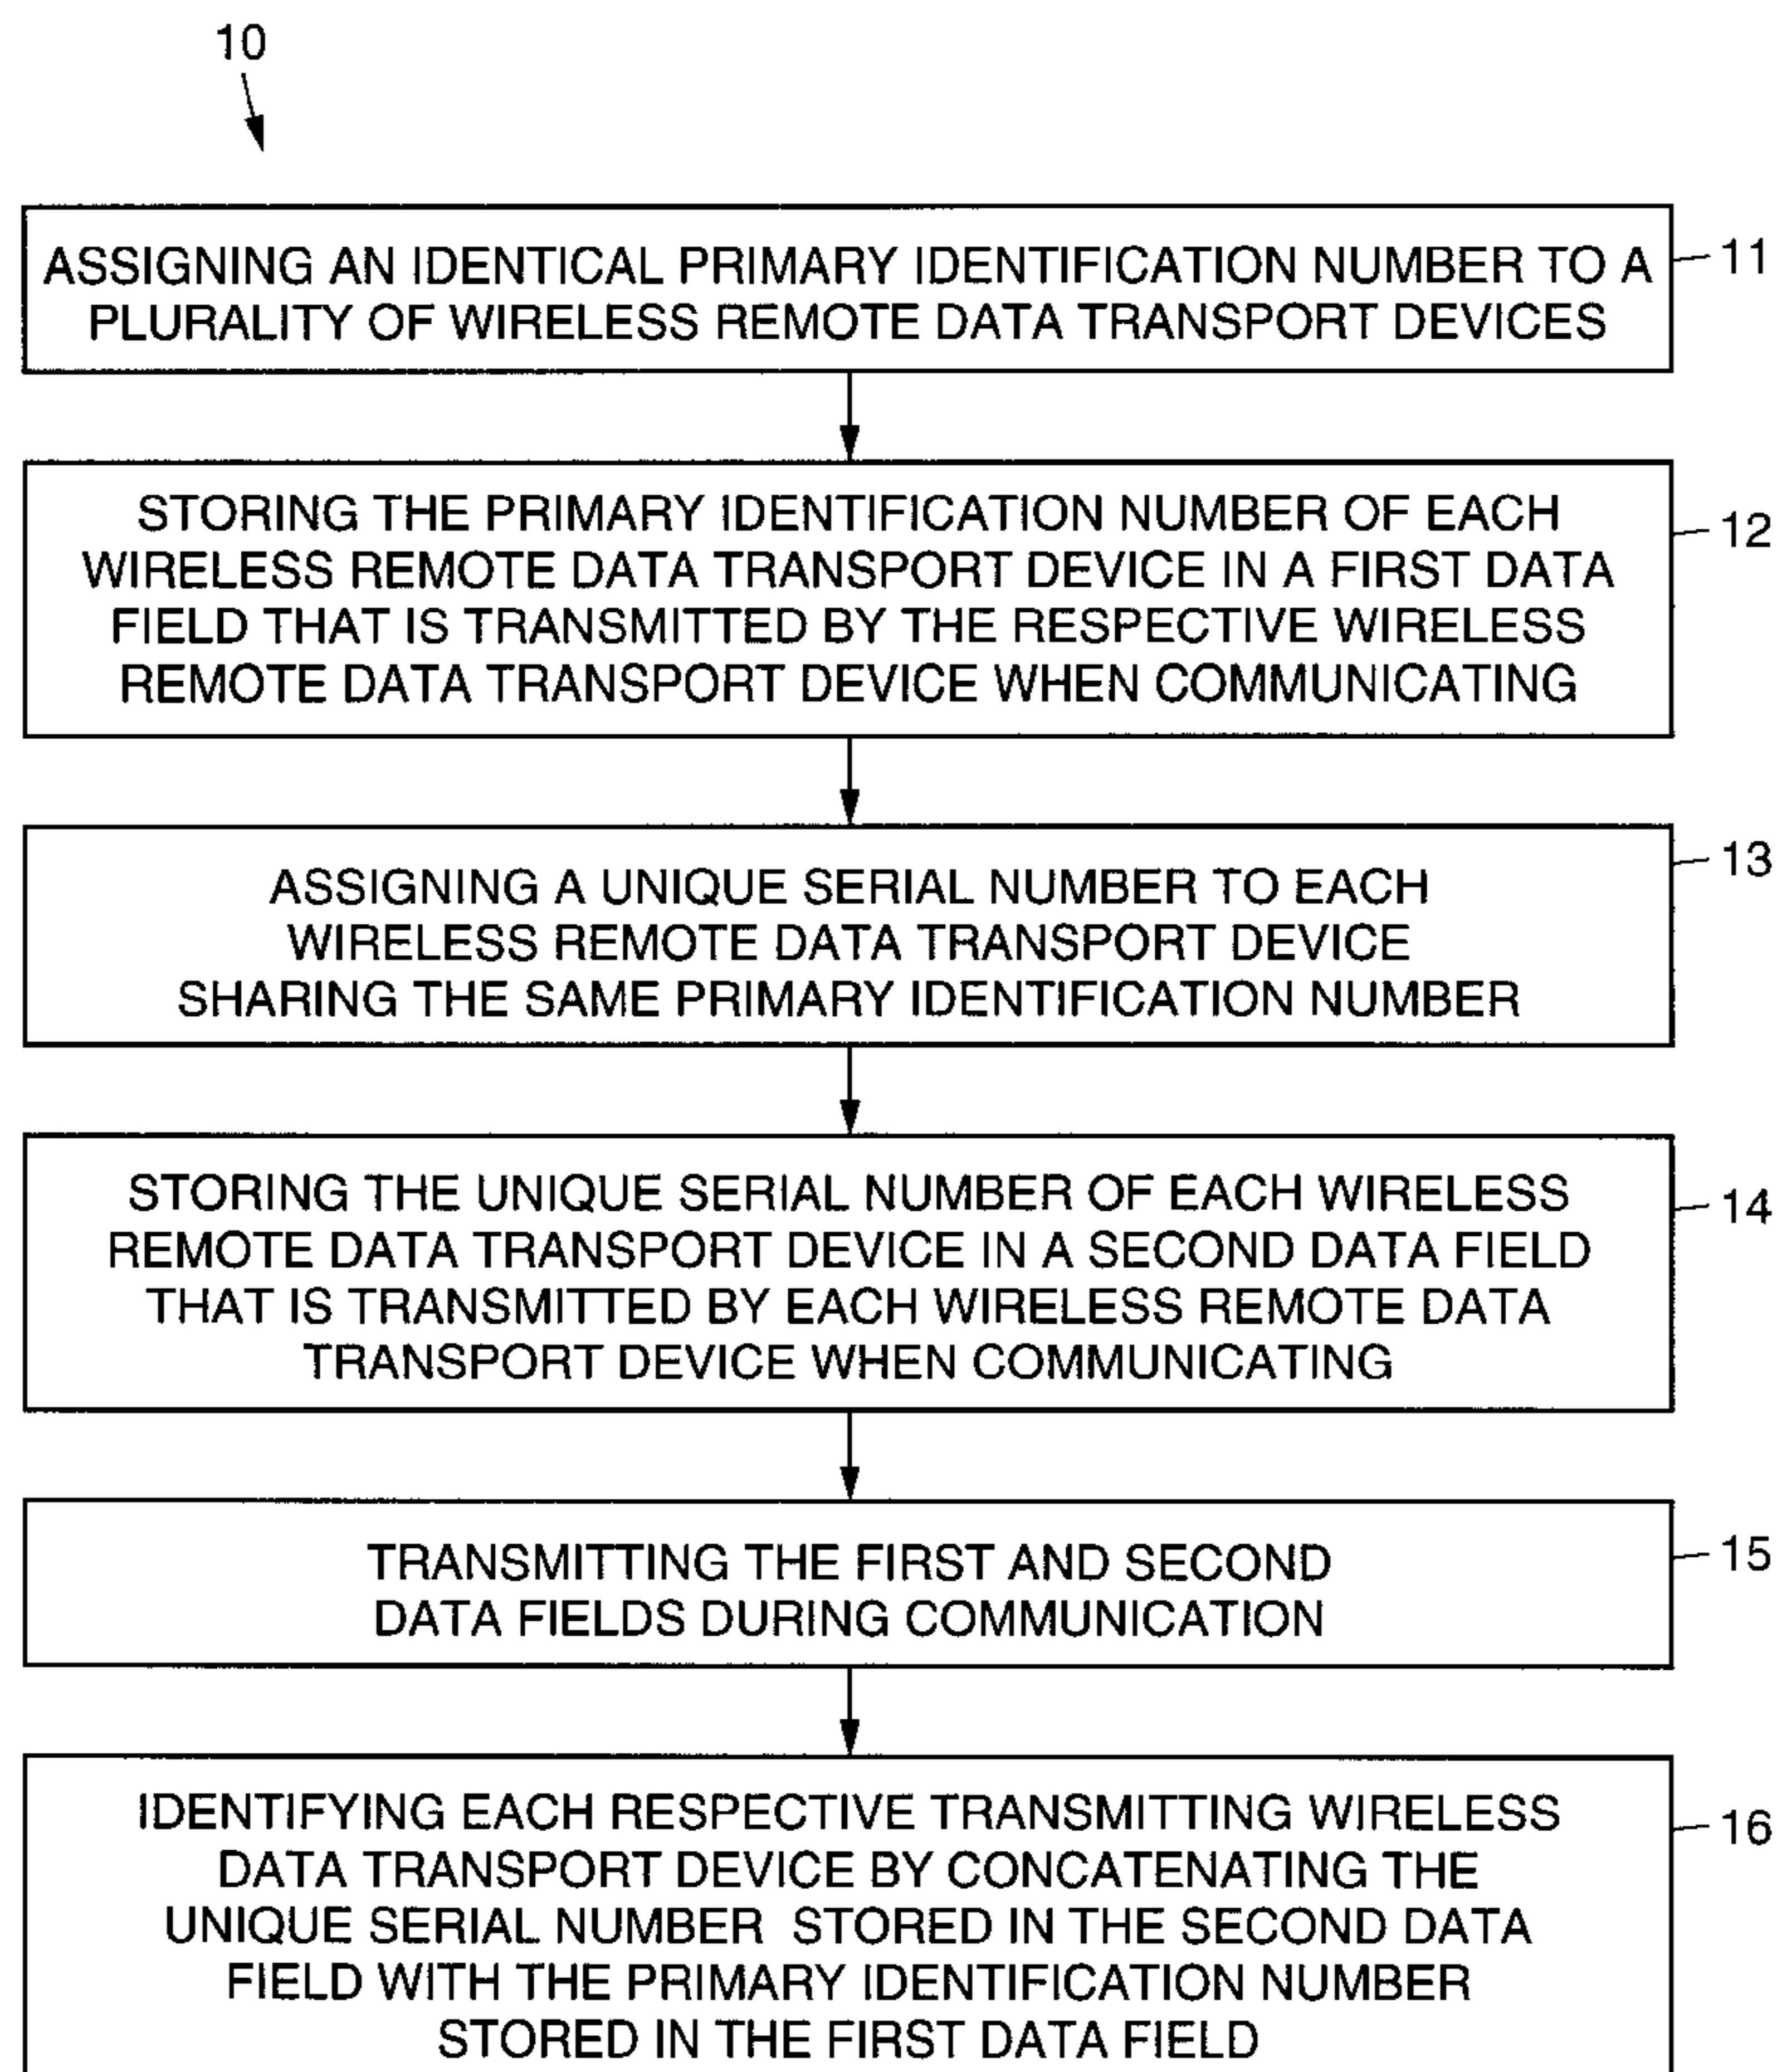 10
ASSIGNING AN IDENTICAL PRIMARY IDENTIFICATION NUMBER TO A
PLURALITY OF WIRELESS REMOTE DATA TRANSPORT DEVICES
11
STORING THE PRIMARY IDENTIFICATION NUMBER OF EACH
WIRELESS REMOTE DATA TRANSPORT DEVICE IN A FIRST DATA
FIELD THAT IS TRANSMITTED BY THE RESPECTIVE WIRELESS
REMOTE DATA TRANSPORT DEVICE WHEN COMMUNICATING
12
ASSIGNING A UNIQUE SERIAL NUMBER TO EACH
WIRELESS REMOTE DATA TRANSPORT DEVICE
SHARING THE SAME PRIMARY IDENTIFICATION NUMBER
13
STORING THE UNIQUE SERIAL NUMBER OF EACH WIRELESS
REMOTE DATA TRANSPORT DEVICE IN A SECOND DATA FIELD
THAT IS TRANSMITTED BY EACH WIRELESS REMOTE DATA
TRANSPORT DEVICE WHEN COMMUNICATING
14
TRANSMITTING THE FIRST AND SECOND
DATA FIELDS DURING COMMUNICATION
15
IDENTIFYING EACH RESPECTIVE TRANSMITTING WIRELESS
DATA TRANSPORT DEVICE BY CONCATENATING THE
UNIQUE SERIAL NUMBER STORED IN THE SECOND DATA
FIELD WITH THE PRIMARY IDENTIFICATION NUMBER
STORED IN THE FIRST DATA FIELD
16